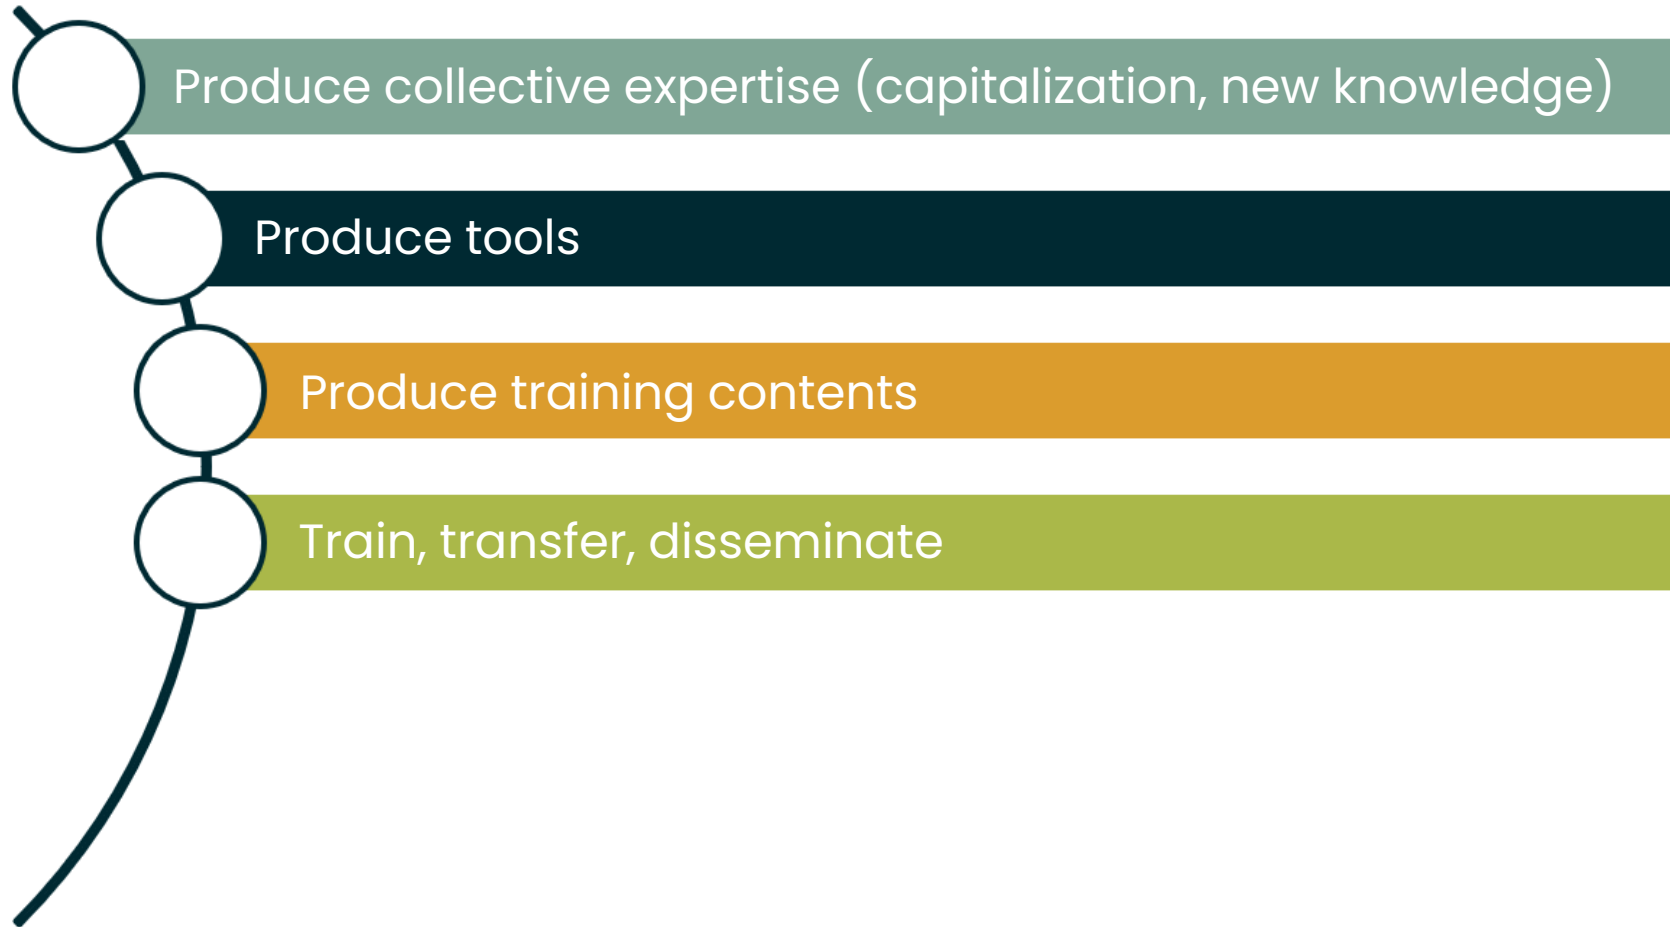 Produce collective expertise (capitalization, new knowledge)
Produce tools
Produce training contents
Train, transfer, disseminate